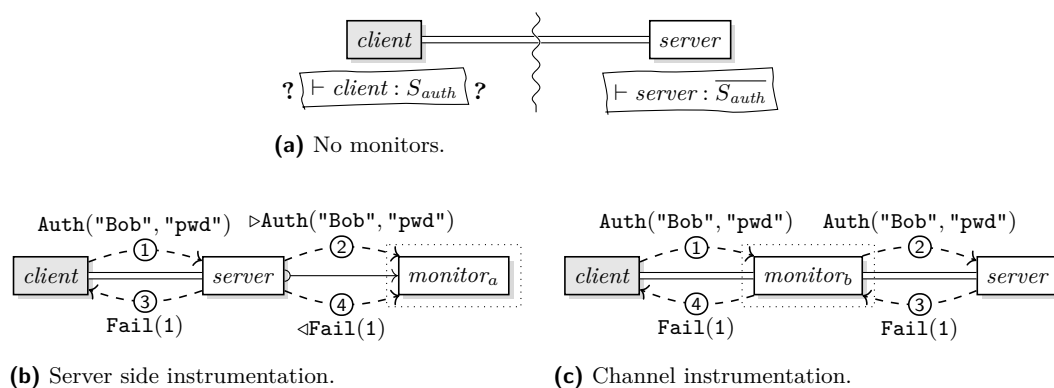 client server
? ⊢ client : S_auth ? ⊢ server : S̅_a̅u̅t̅h̅
(a) No monitors.
Auth("Bob", "pwd") ▷Auth("Bob", "pwd")
① ②
client server monitor_a
③ ④
Fail(1) ◁Fail(1)
(b) Server side instrumentation.
Auth("Bob", "pwd") Auth("Bob", "pwd")
① ②
client monitor_b server
④ ③
Fail(1) Fail(1)
(c) Channel instrumentation.